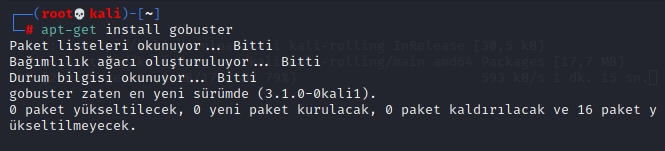 ┌──(root💀kali)-[~]
└─# apt-get install gobuster
Paket listeleri okunuyor... Bitti
Bağımlılık ağacı oluşturuluyor... Bitti
Durum bilgisi okunuyor... Bitti
gobuster zaten en yeni sürümde (3.1.0-0kali1).
0 paket yükseltilecek, 0 yeni paket kurulacak, 0 paket kaldırılacak ve 16 paket y
ükseltilmeyecek.